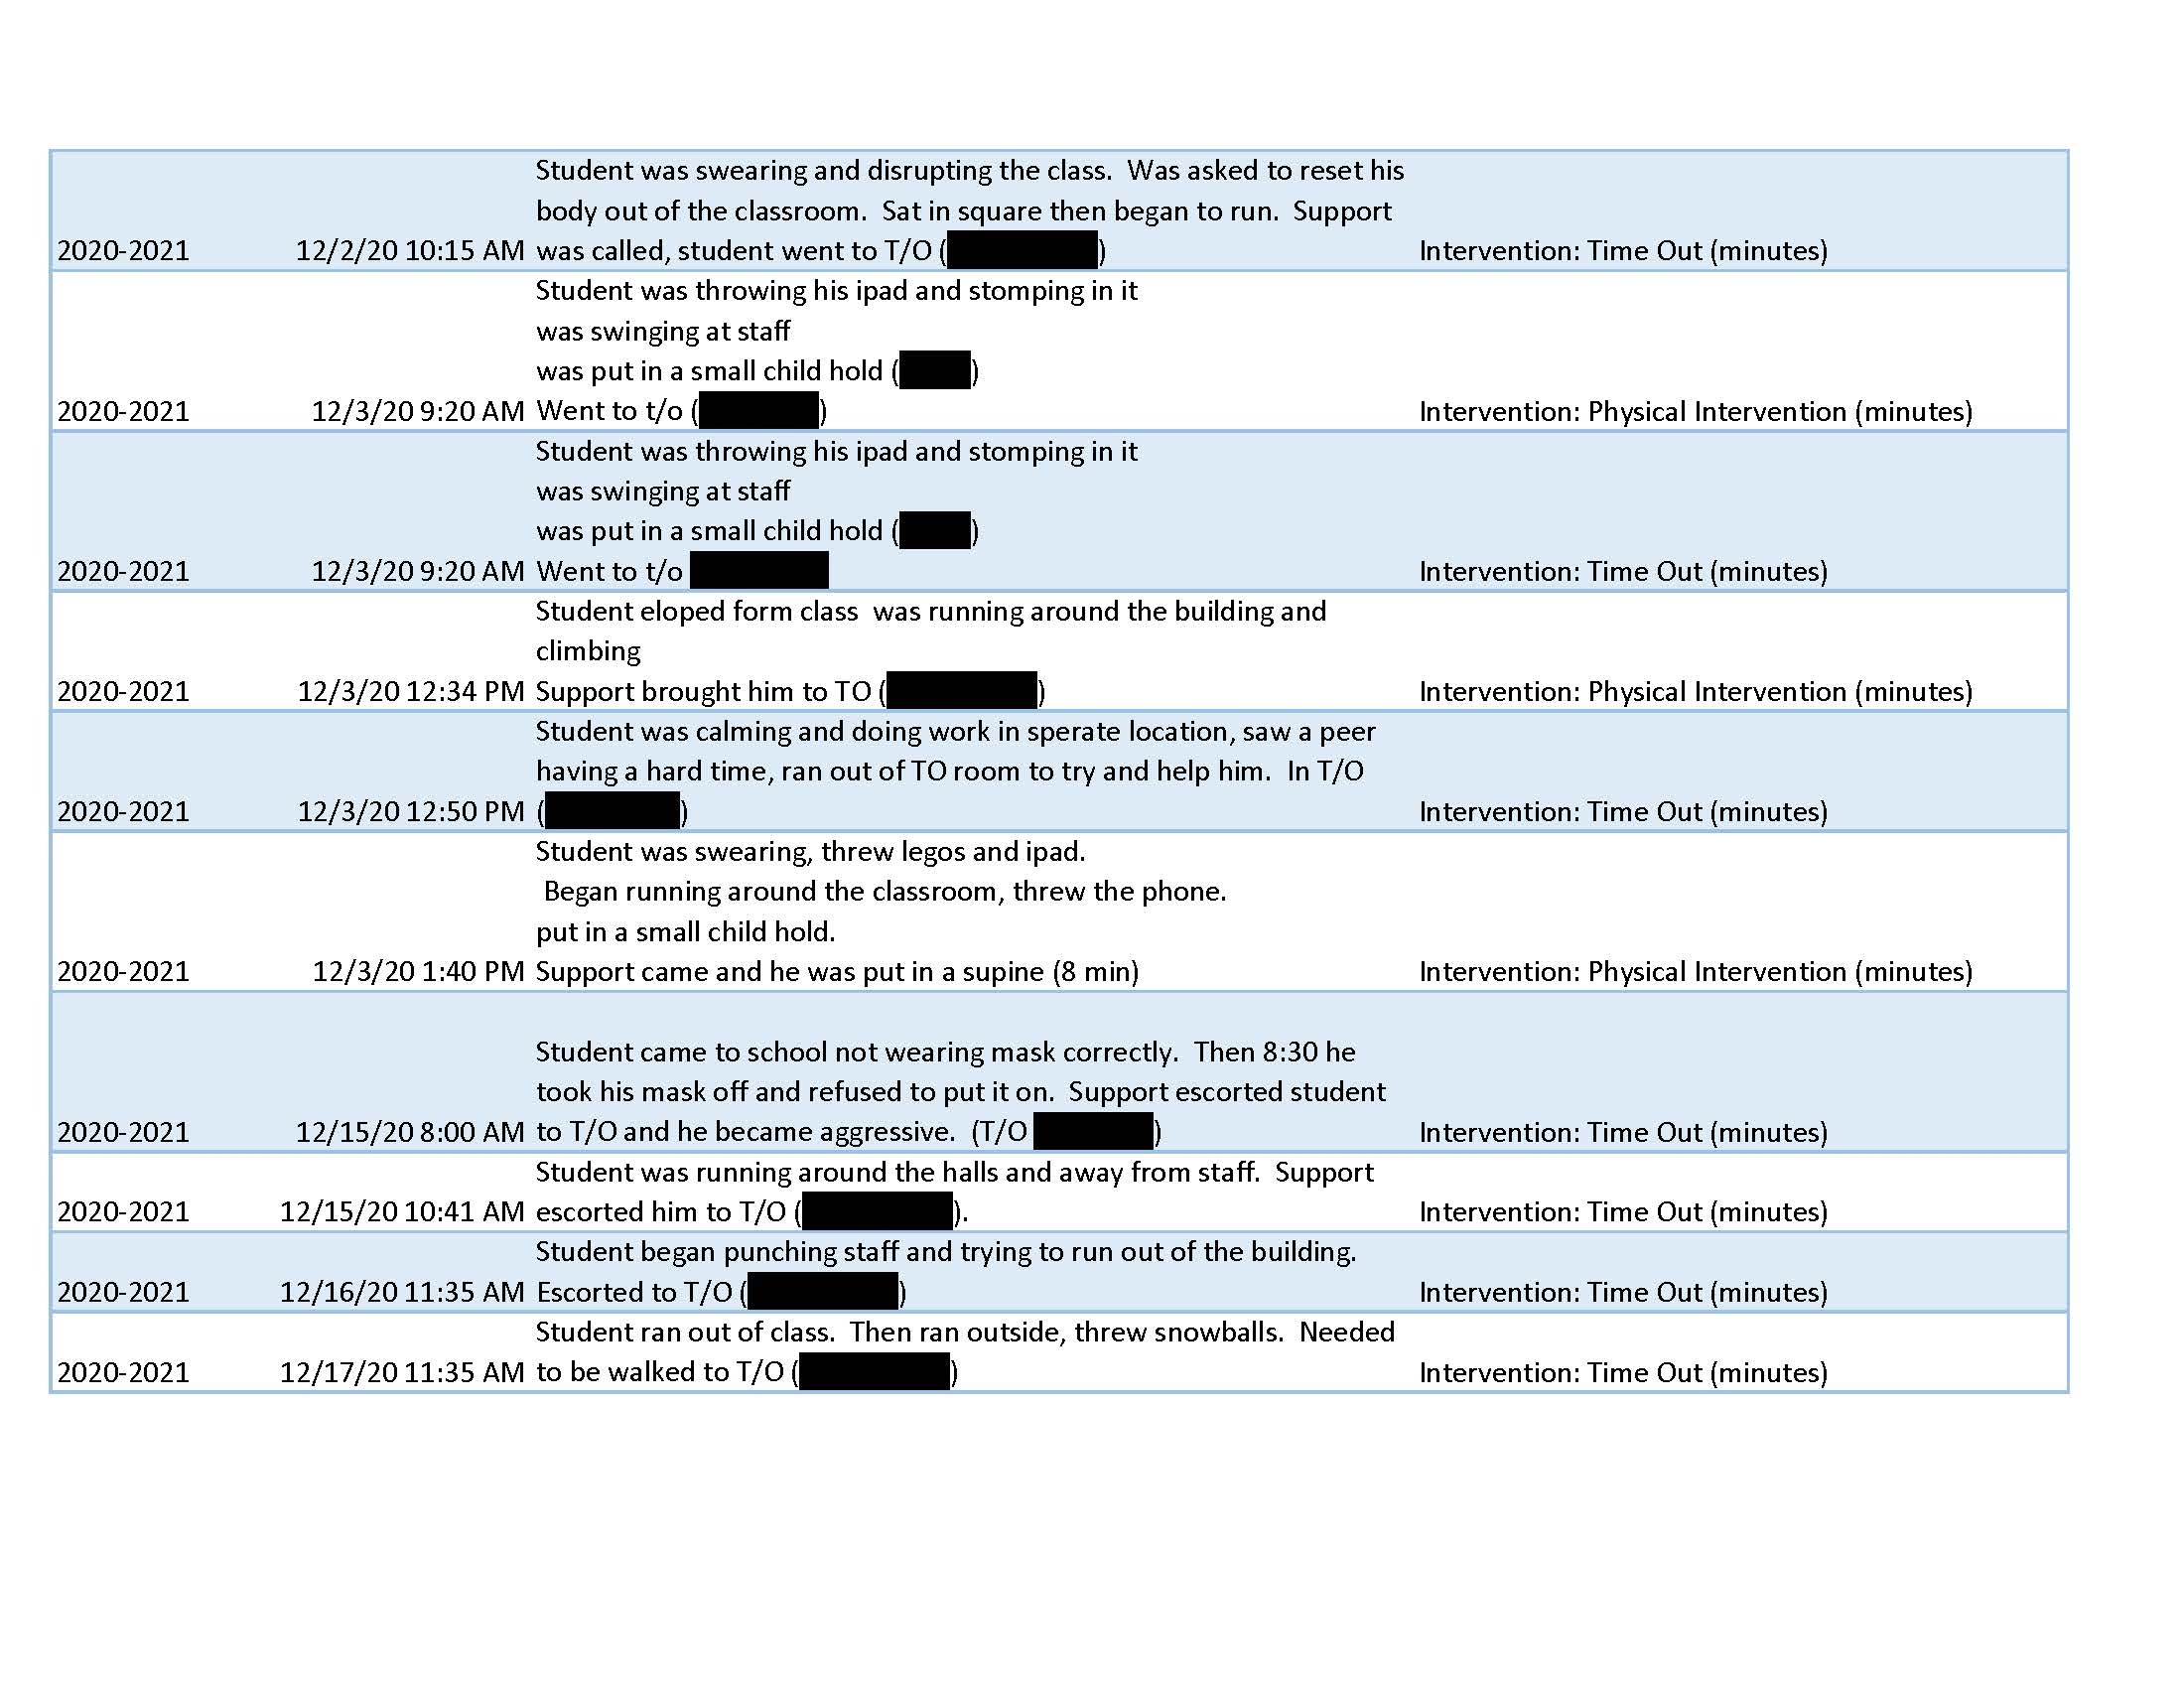 Student was swearing and disrupting the class.  Was asked to reset his
body out of the classroom.  Sat in square then began to run.  Support
2020-2021 12/2/20 10:15 AM was called, student went to T/O ( ) Intervention: Time Out (minutes)
Student was throwing his ipad and stomping in it
was swinging at staff
was put in a small child hold ( )
2020-2021 12/3/20 9:20 AM Went to t/o ( ) Intervention: Physical Intervention (minutes)
Student was throwing his ipad and stomping in it
was swinging at staff
was put in a small child hold ( )
2020-2021 12/3/20 9:20 AM Went to t/o Intervention: Time Out (minutes)
Student eloped form class  was running around the building and
climbing
2020-2021 12/3/20 12:34 PM Support brought him to TO ( ) Intervention: Physical Intervention (minutes)
Student was calming and doing work in sperate location, saw a peer
having a hard time, ran out of TO room to try and help him.  In T/O
2020-2021 12/3/20 12:50 PM ( ) Intervention: Time Out (minutes)
Student was swearing, threw legos and ipad.
Began running around the classroom, threw the phone.
put in a small child hold.
2020-2021 12/3/20 1:40 PM Support came and he was put in a supine (8 min) Intervention: Physical Intervention (minutes)
Student came to school not wearing mask correctly.  Then 8:30 he
took his mask off and refused to put it on.  Support escorted student
2020-2021 12/15/20 8:00 AM to T/O and he became aggressive.  (T/O ) Intervention: Time Out (minutes)
Student was running around the halls and away from staff.  Support
2020-2021 12/15/20 10:41 AM escorted him to T/O ( ). Intervention: Time Out (minutes)
Student began punching staff and trying to run out of the building.
2020-2021 12/16/20 11:35 AM Escorted to T/O ( ) Intervention: Time Out (minutes)
Student ran out of class.  Then ran outside, threw snowballs.  Needed
2020-2021 12/17/20 11:35 AM to be walked to T/O ( ) Intervention: Time Out (minutes)